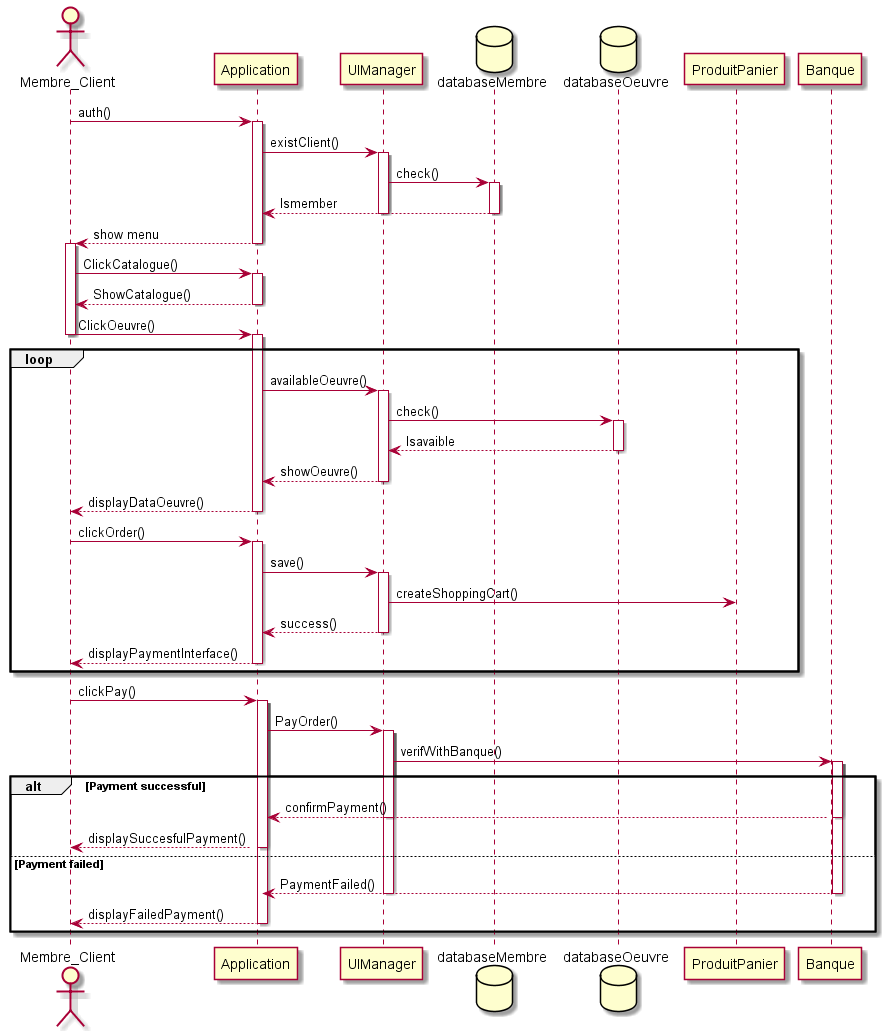 Membre_Client
Application
UIManager
databaseMembre
databaseOeuvre
ProduitPanier
Banque
auth()
existClient()
check()
Ismember
show menu
ClickCatalogue()
ShowCatalogue()
ClickOeuvre()
loop
availableOeuvre()
check()
Isavaible
showOeuvre()
displayDataOeuvre()
clickOrder()
save()
createShoppingCart()
success()
displayPaymentInterface()
clickPay()
PayOrder()
verifWithBanque()
alt [Payment successful]
confirmPayment()
displaySuccesfulPayment()
[Payment failed]
PaymentFailed()
displayFailedPayment()
Membre_Client
Application
UIManager
databaseMembre
databaseOeuvre
ProduitPanier
Banque